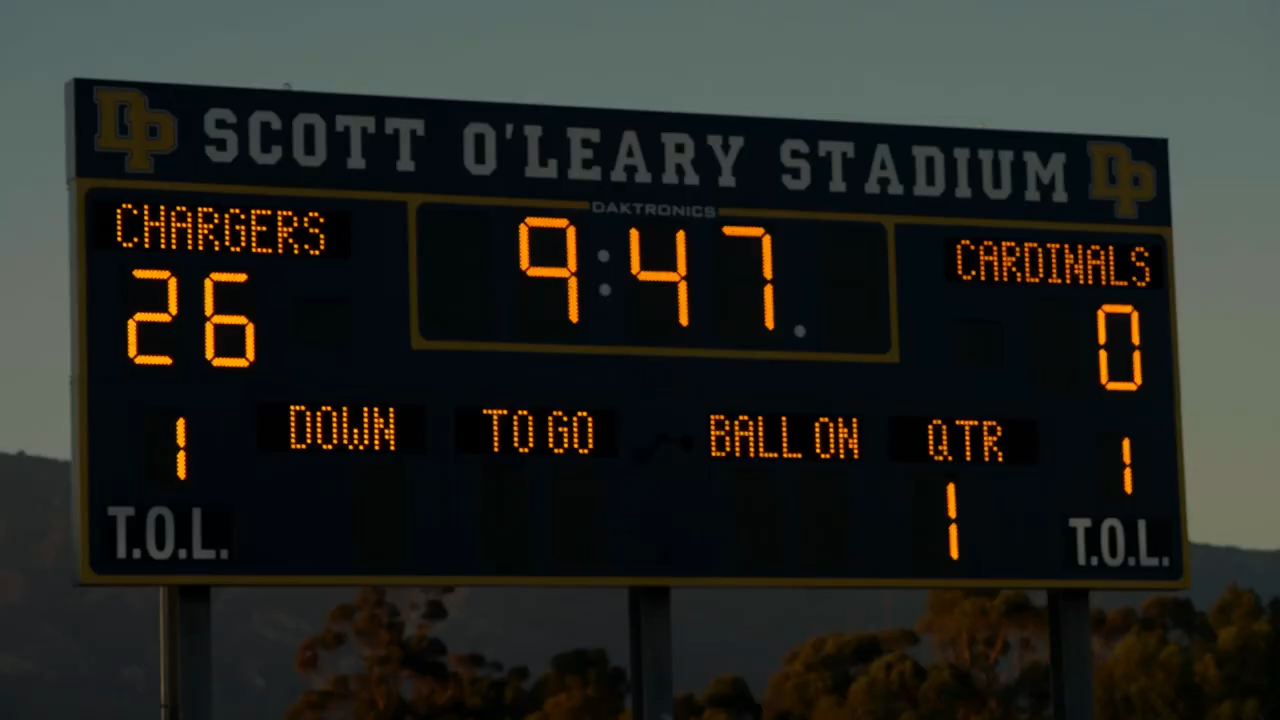 DP SCOTT O'LEARY STADIUM DP
DAKTRONICS
CHARGERS 9:47. CARDINALS
26 0
DOWN TO GO BALL ON QTR
1 1 1
T.O.L. T.O.L.